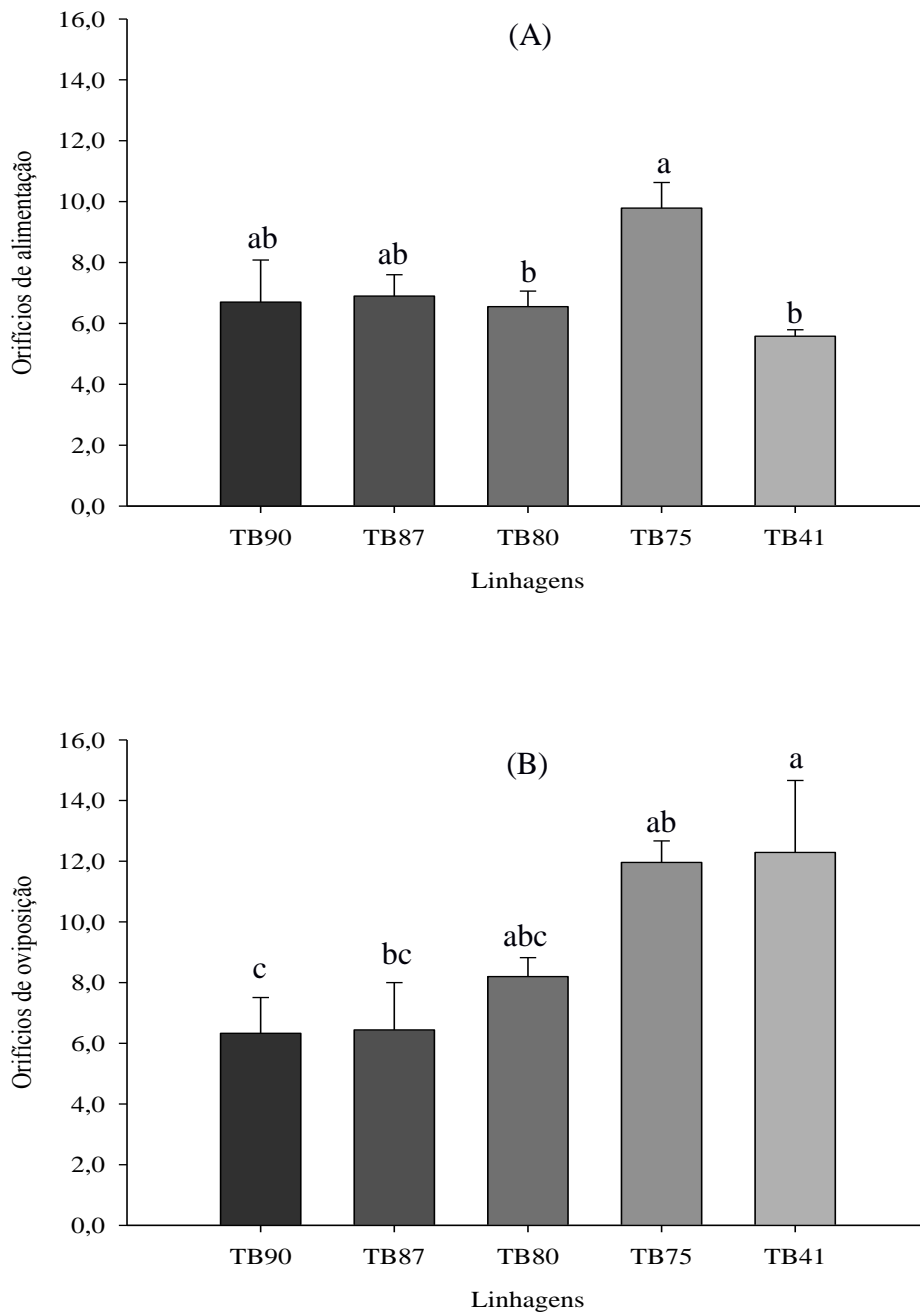 (A)
Orifícios de alimentação
16,0
14,0
12,0
10,0
8,0
6,0
4,0
2,0
0,0
ab
ab
b
a
b
TB90 TB87 TB80 TB75 TB41
Linhagens
(B)
Orifícios de oviposição
16,0
14,0
12,0
10,0
8,0
6,0
4,0
2,0
0,0
c
bc
abc
ab
a
TB90 TB87 TB80 TB75 TB41
Linhagens